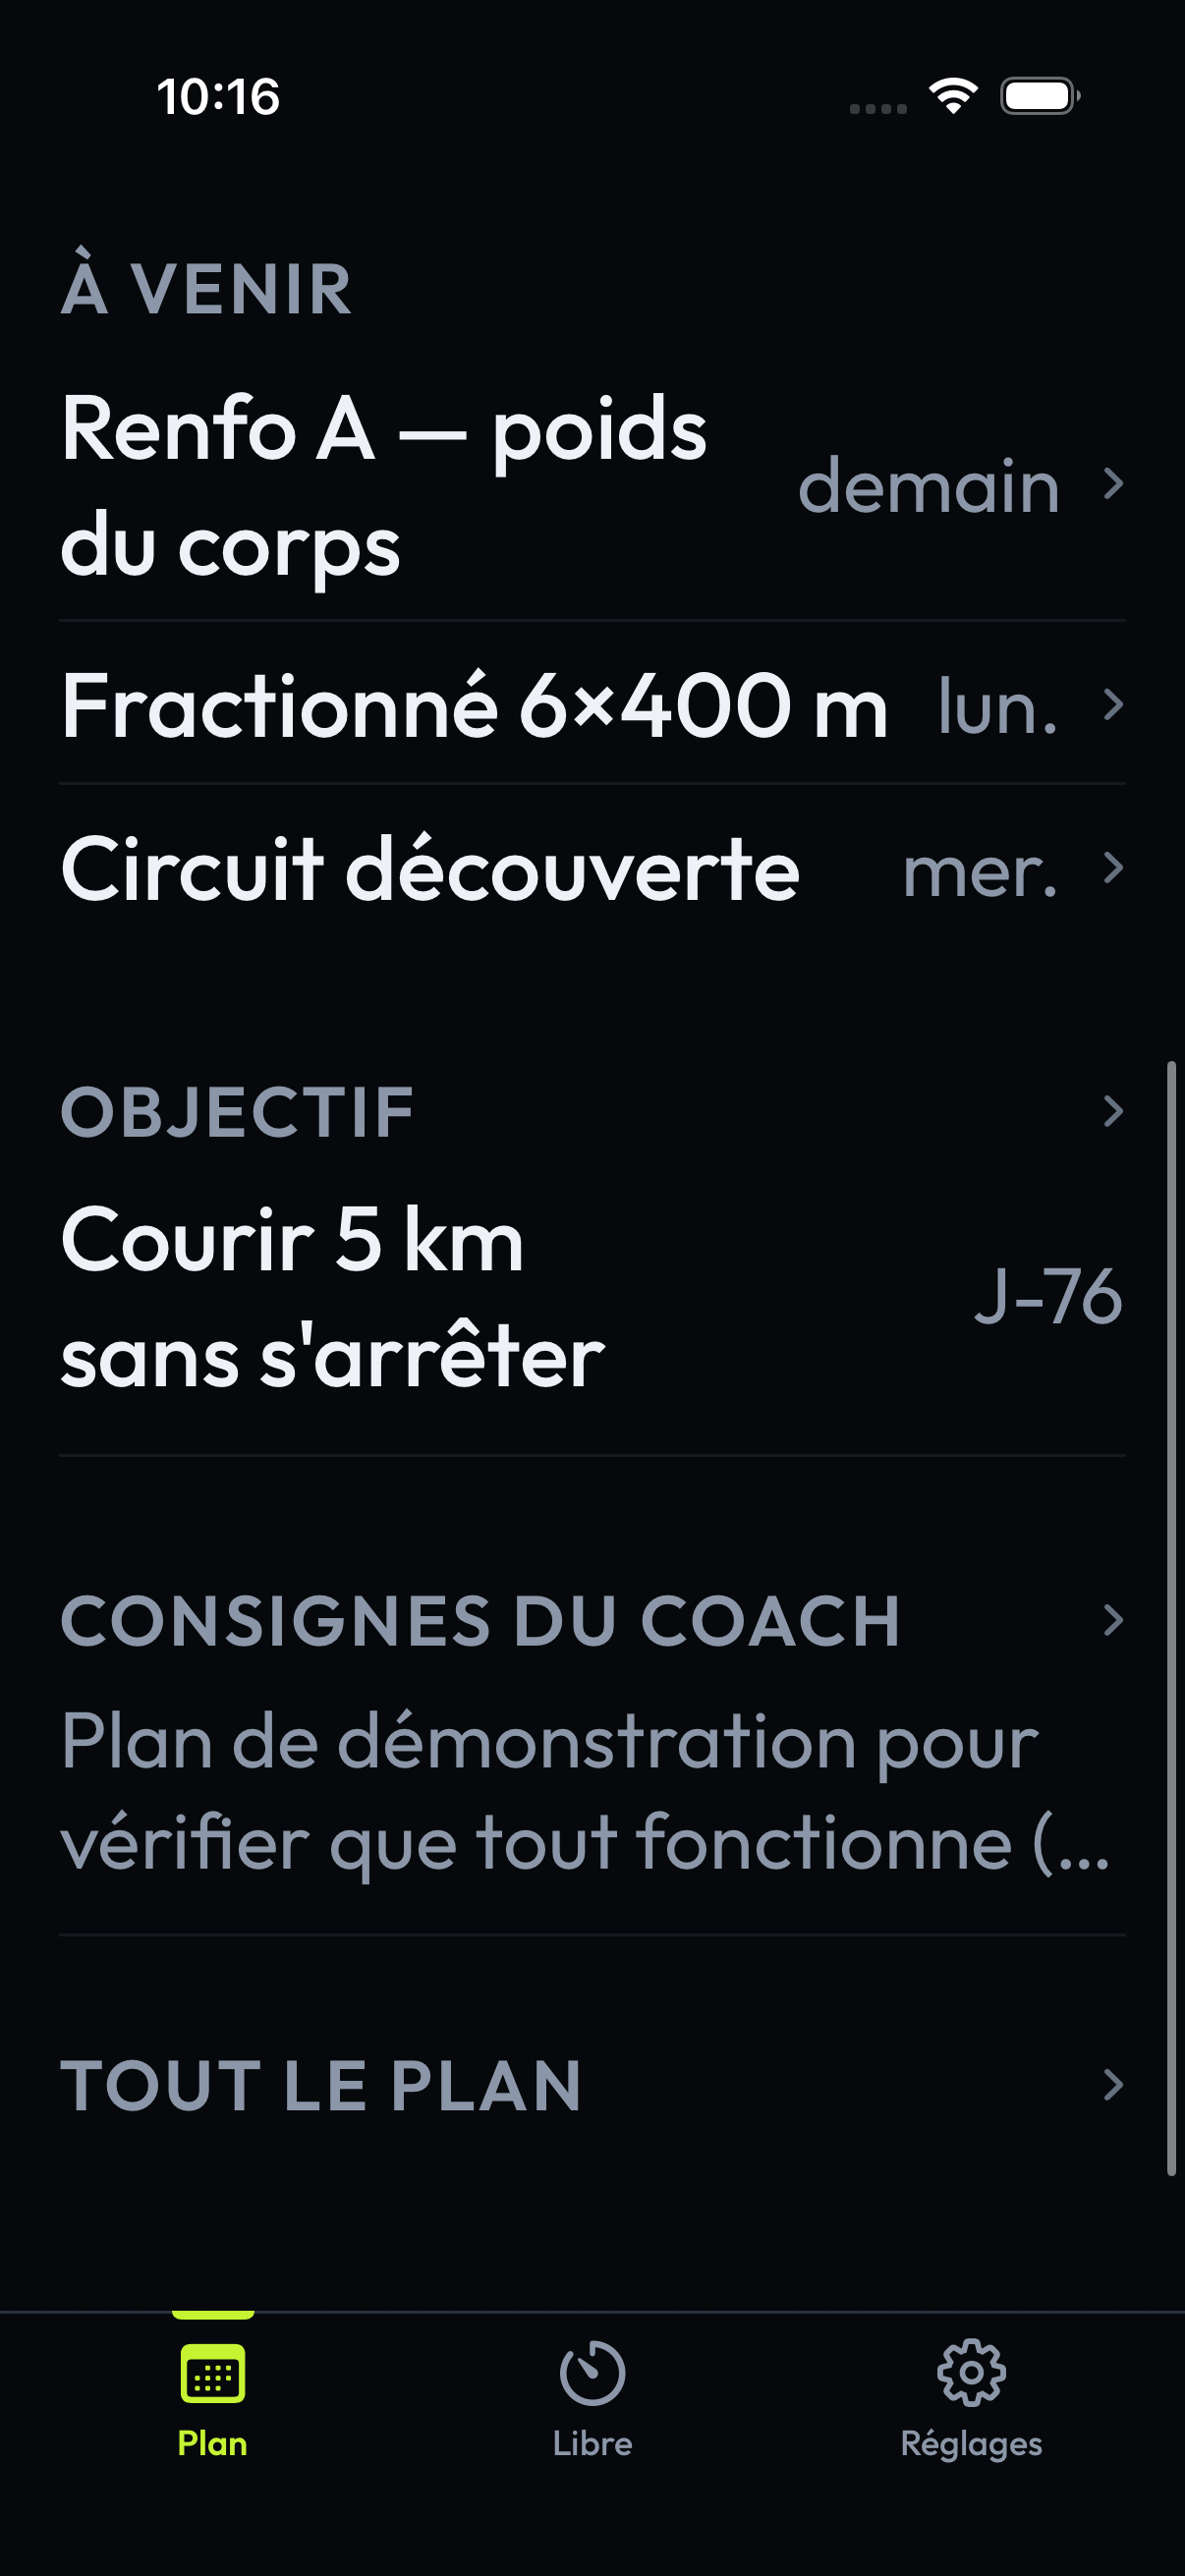 10:16
À VENIR
Renfo A — poids
du corps
demain
Fractionné 6×400 m
lun.
Circuit découverte
mer.
OBJECTIF
Courir 5 km
sans s'arrêter
J-76
CONSIGNES DU COACH
Plan de démonstration pour
vérifier que tout fonctionne (…
TOUT LE PLAN
Plan
Libre
Réglages